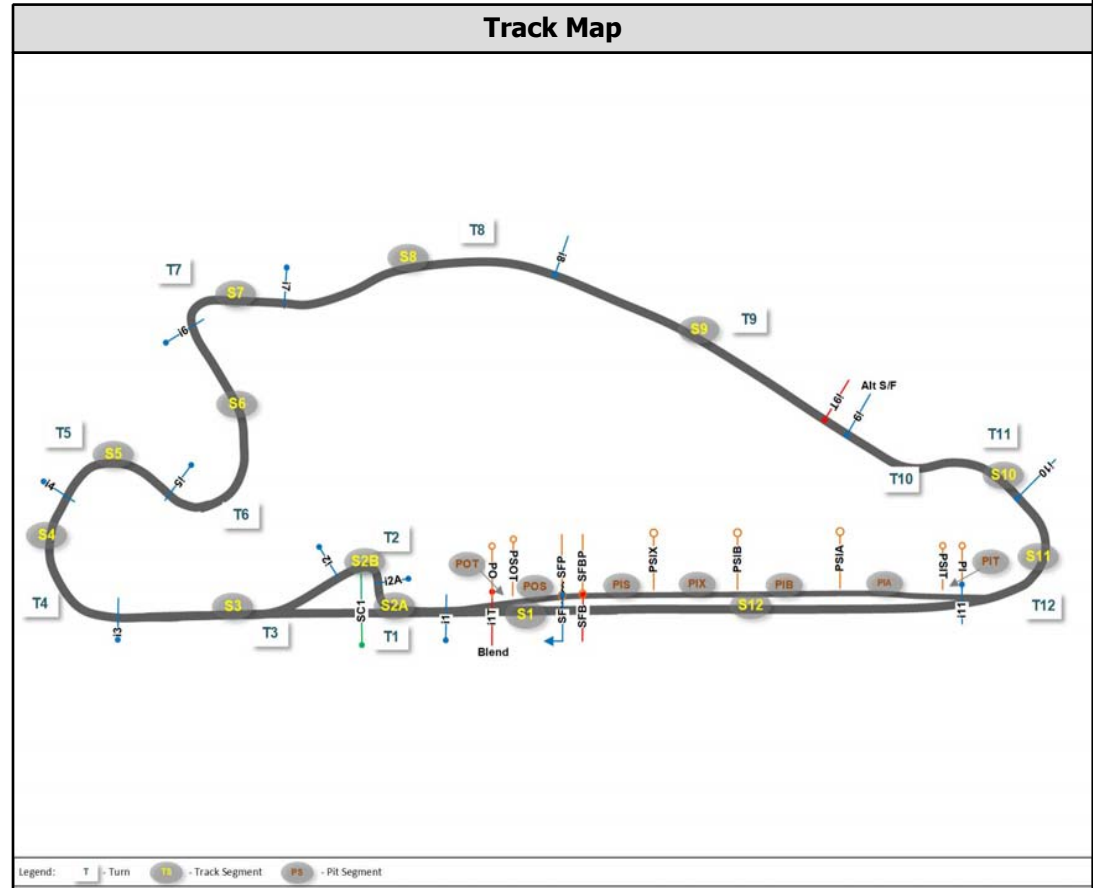 Track Map
T8
i8
S8
T7
i7
S7
i6
T9
S9
i9T
Alt S/F
i9
S6
T5
S5
i5
i4
T6
S4
T4
T11
S10
i10
T10
S11
T12
T2
S2B
i2
i2A
SC1
S2A
T1
S3
T3
i3
i1
POT
PO
PSOT
i1T
Blend
POS
S1
SFP
SF
SFBP
SFB
PIS
PSIX
PIX
PSIB
PIB
S12
PSIA
PIA
PSIT
PI
PIT
i11
Legend: T - Turn TS - Track Segment PS - Pit Segment